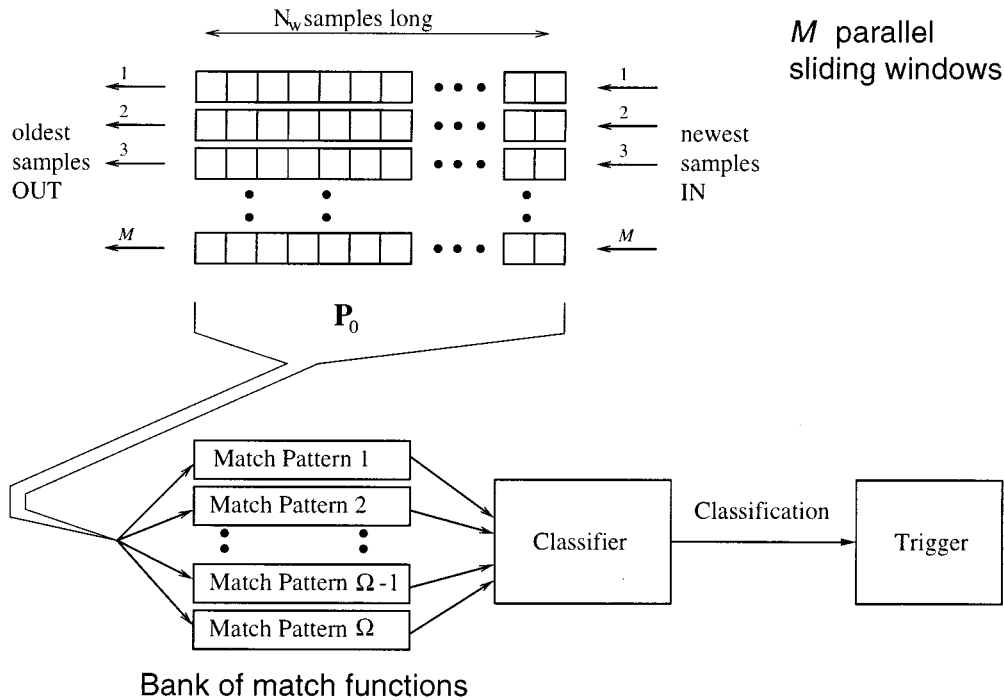 N_w samples long
M parallel
sliding windows
1
1
2
2
3
3
M
M
oldest
samples
OUT
newest
samples
IN
P_0
Match Pattern 1
Match Pattern 2
Match Pattern Ω-1
Match Pattern Ω
Classifier
Classification
Trigger
Bank of match functions